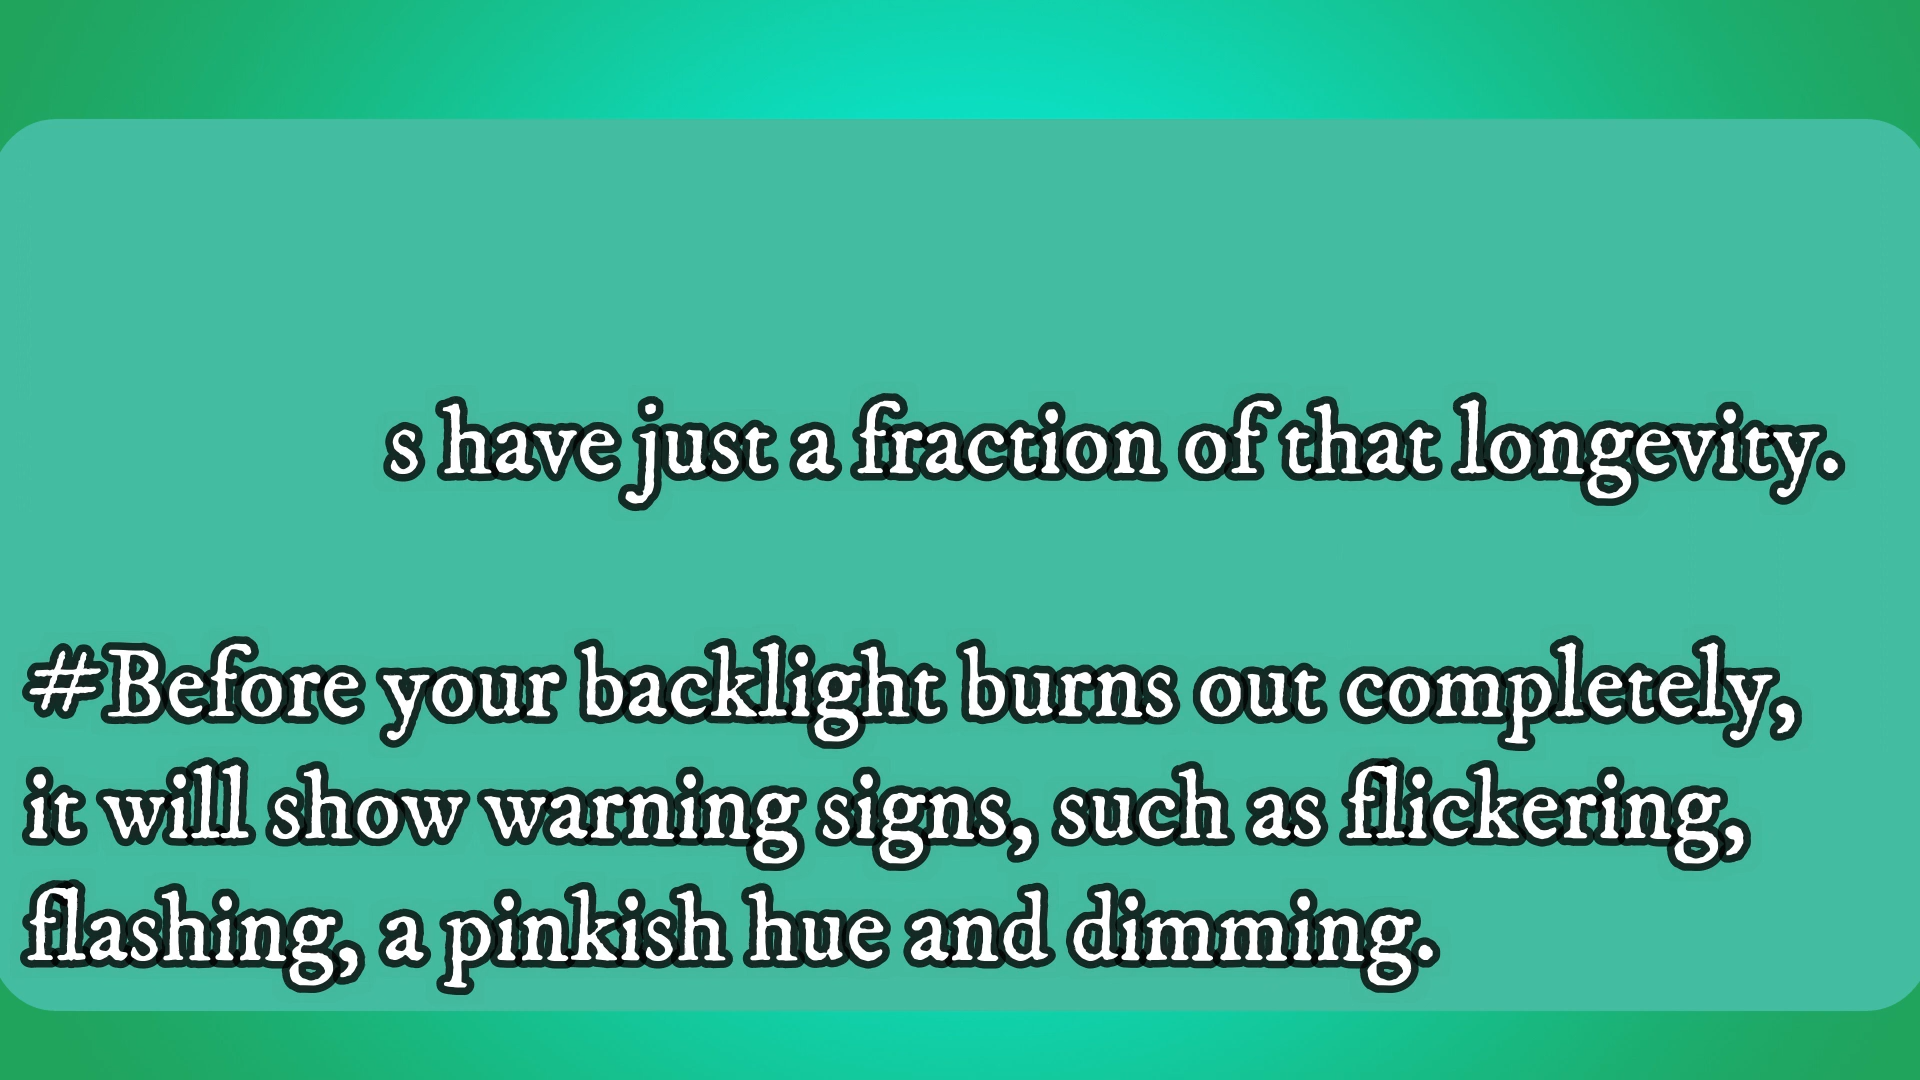 s have just a fraction of that longevity.
#Before your backlight burns out completely,
it will show warning signs, such as flickering,
flashing, a pinkish hue and dimming.